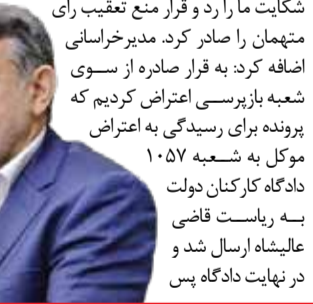 شکایت ما را رد و قرار منع تعقیب رای
متهمان را صادر کرد. مدیرخراسانی
اضافه کرد: به قرار صادره از سوی
شعبه بازپرسی اعتراض کردیم که
پرونده برای رسیدگی به اعتراض
موکل به شعبه ۱۰۵۷
دادگاه کارکنان دولت
به ریاست قاضی
عالیشاه ارسال شد و
در نهایت دادگاه پس